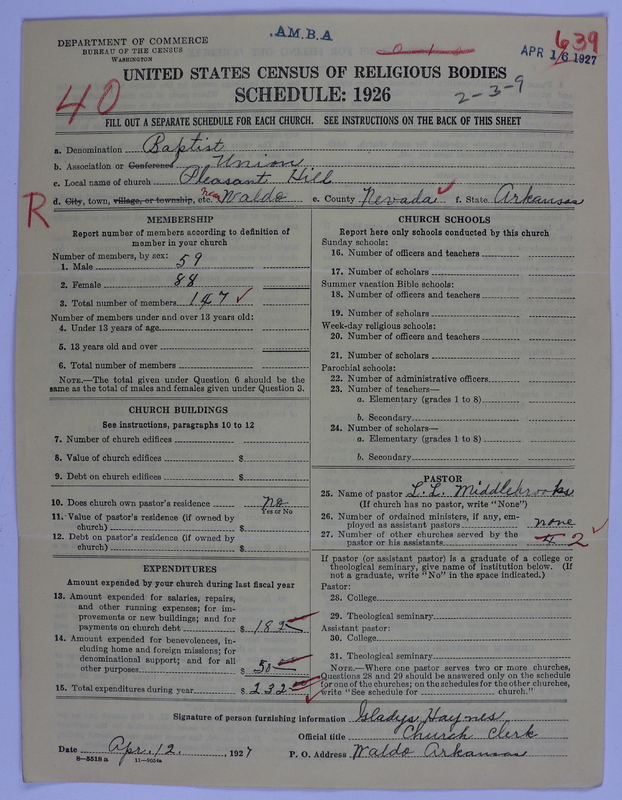 A.M.B.A
639
APR 16 1927
DEPARTMENT OF COMMERCE
BUREAU OF THE CENSUS
WASHINGTON
UNITED STATES CENSUS OF RELIGIOUS BODIES
SCHEDULE: 1926
40
2-3-9
FILL OUT A SEPARATE SCHEDULE FOR EACH CHURCH. SEE INSTRUCTIONS ON THE BACK OF THIS SHEET
a. Denomination Baptist
b. Association or Conference Union
c. Local name of church Pleasant Hill
R
d. City, town, village, or township, etc. Waldo e. County Nevada f. State Arkansas
MEMBERSHIP
Report number of members according to definition of
member in your church
Number of members, by sex:
1. Male 59
2. Female 88
3. Total number of members 147
Number of members under and over 13 years old:
4. Under 13 years of age
5. 13 years old and over
6. Total number of members
NOTE.—The total given under Question 6 should be the
same as the total of males and females given under Question 3.
CHURCH BUILDINGS
See instructions, paragraphs 10 to 12
7. Number of church edifices
8. Value of church edifices $
9. Debt on church edifices $
10. Does church own pastor's residence no
Yes or No
11. Value of pastor's residence (if owned by
church) $
12. Debt on pastor's residence (if owned by
church) $
EXPENDITURES
Amount expended by your church during last fiscal year
13. Amount expended for salaries, repairs,
and other running expenses; for im-
provements or new buildings; and for
payments on church debt $ 182
14. Amount expended for benevolences, in-
cluding home and foreign missions; for
denominational support; and for all
other purposes $ 50
15. Total expenditures during year $ 232
CHURCH SCHOOLS
Report here only schools conducted by this church
Sunday schools:
16. Number of officers and teachers
17. Number of scholars
Summer vacation Bible schools:
18. Number of officers and teachers
19. Number of scholars
Week-day religious schools:
20. Number of officers and teachers
21. Number of scholars
Parochial schools:
22. Number of administrative officers
23. Number of teachers—
a. Elementary (grades 1 to 8)
b. Secondary
24. Number of scholars—
a. Elementary (grades 1 to 8)
b. Secondary
PASTOR
25. Name of pastor L. L. Middlebrooks
(If church has no pastor, write "None")
26. Number of ordained ministers, if any, em-
ployed as assistant pastors none
27. Number of other churches served by the
pastor or his assistants 2
If pastor (or assistant pastor) is a graduate of a college or
theological seminary, give name of institution below. (If
not a graduate, write "No" in the space indicated.)
Pastor:
28. College
29. Theological seminary
Assistant pastor:
30. College
31. Theological seminary
NOTE.—Where one pastor serves two or more churches,
Questions 28 and 29 should be answered only on the schedule
for one of the churches; on the schedules for the other churches,
write "See schedule for church."
Signature of person furnishing information Gladys Haynes
Official title Church Clerk
Date Apr. 12, 1927 P. O. Address Waldo Arkansas
8—5518 a 11—9034a